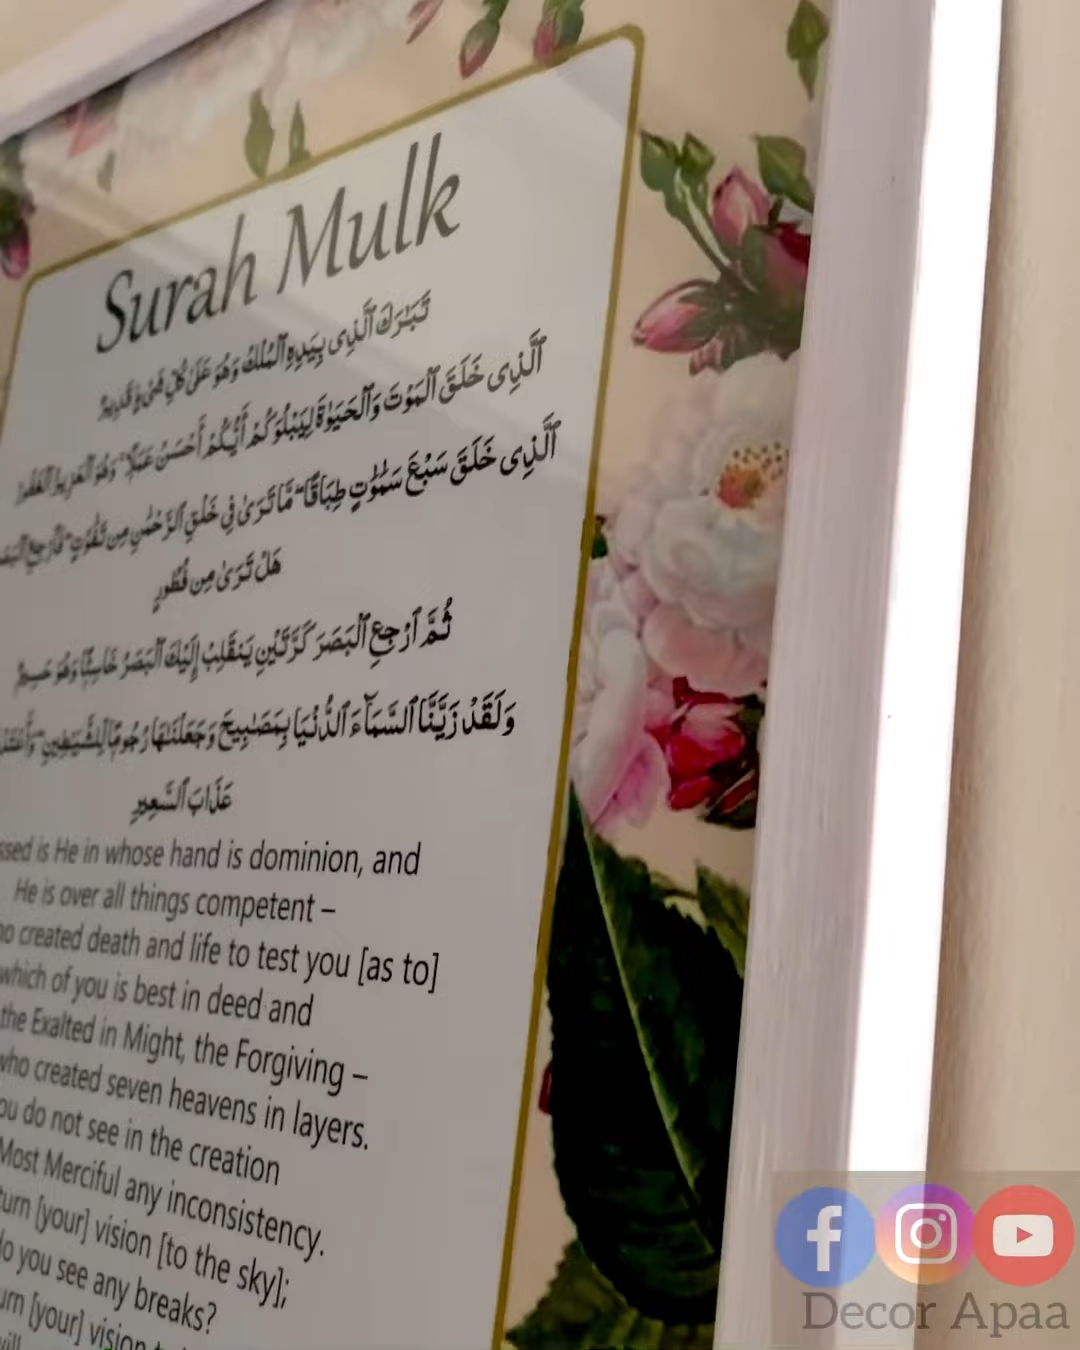 Surah Mulk
تَبَٰرَكَ ٱلَّذِى بِيَدِهِ ٱلْمُلْكُ وَهُوَ عَلَىٰ كُلِّ شَىْءٍ قَدِيرٌ
ٱلَّذِى خَلَقَ ٱلْمَوْتَ وَٱلْحَيَوٰةَ لِيَبْلُوَكُمْ أَيُّكُمْ أَحْسَنُ عَمَلًا ۚ وَهُوَ ٱلْعَزِيزُ ٱلْغَفُورُ
ٱلَّذِى خَلَقَ سَبْعَ سَمَٰوَٰتٍ طِبَاقًا ۖ مَّا تَرَىٰ فِى خَلْقِ ٱلرَّحْمَٰنِ مِن تَفَٰوُتٍ ۖ فَٱرْجِعِ
هَلْ تَرَىٰ مِن فُطُورٍ
ثُمَّ ٱرْجِعِ ٱلْبَصَرَ كَرَّتَيْنِ يَنقَلِبْ إِلَيْكَ ٱلْبَصَرُ خَاسِئًا وَهُوَ حَسِيرٌ
وَلَقَدْ زَيَّنَّا ٱلسَّمَآءَ ٱلدُّنْيَا بِمَصَٰبِيحَ وَجَعَلْنَٰهَا رُجُومًا لِّلشَّيَٰطِينِ ۖ
عَذَابَ ٱلسَّعِيرِ
is He in whose hand is dominion, and
He is over all things competent –
created death and life to test you [as to]
which of you is best in deed and
the Exalted in Might, the Forgiving –
who created seven heavens in layers.
do not see in the creation
Most Merciful any inconsistency.
[your] vision [to the sky];
you see any breaks?
[your] vision
Decor Apaa